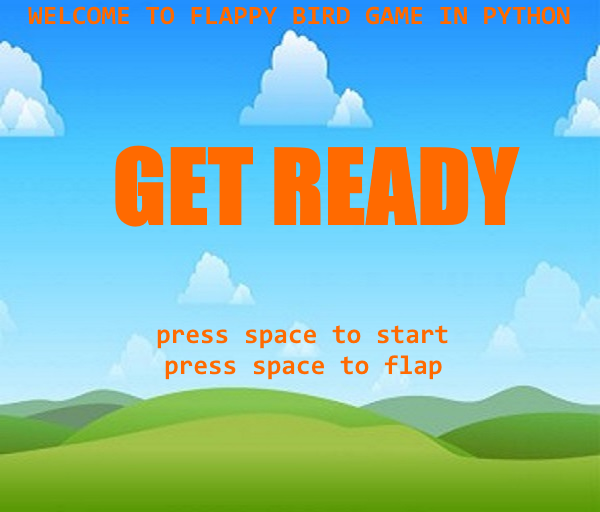 WELCOME TO FLAPPY BIRD GAME IN PYTHON
GET READY
press space to start
press space to flap